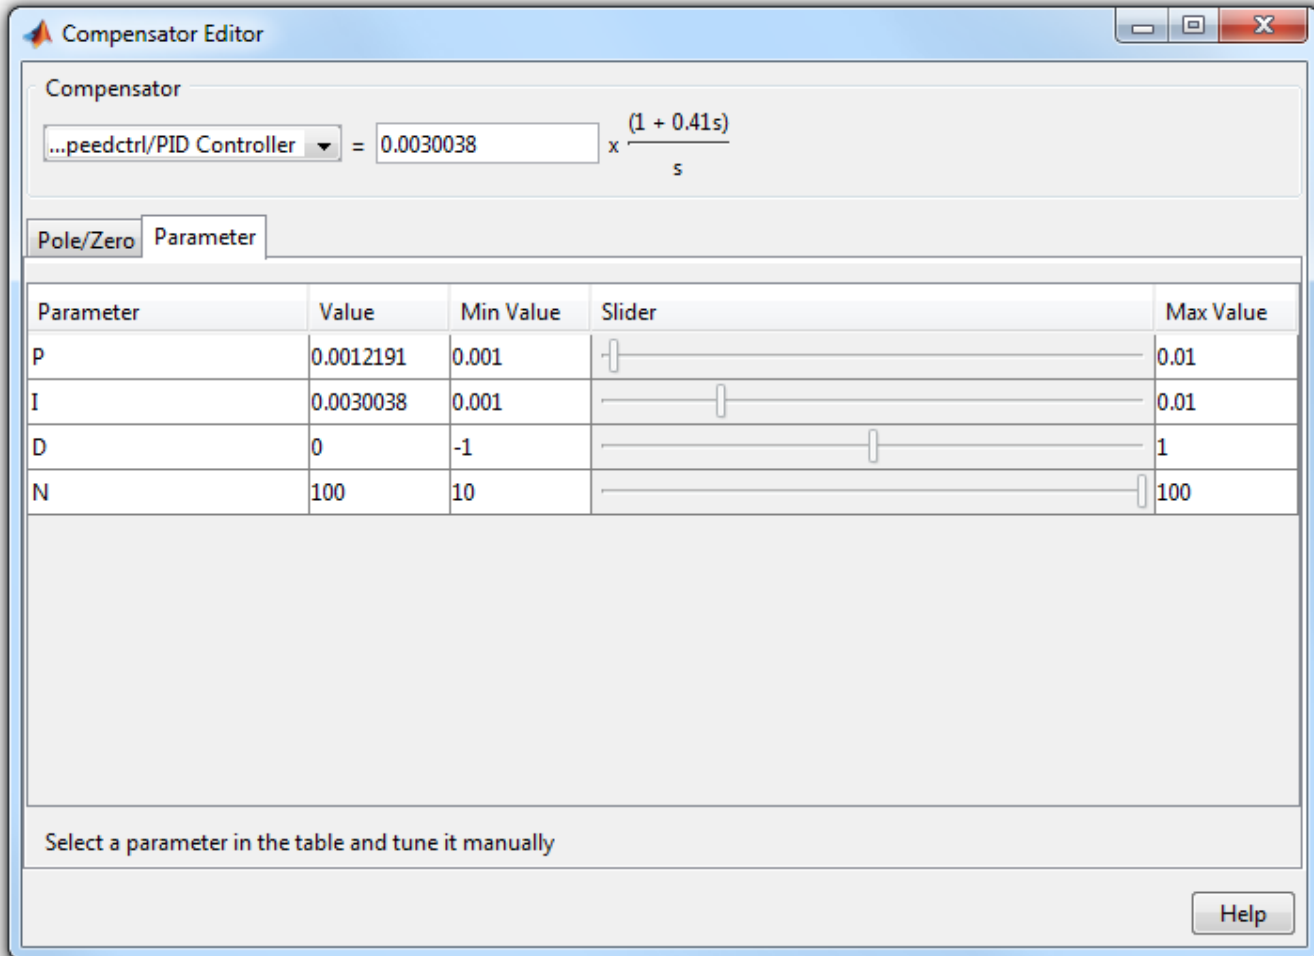 Compensator Editor
Compensator
(1 + 0.41s)
...peedctrl/PID Controller = 0.0030038 x
s
Pole/Zero Parameter
Parameter Value Min Value Slider Max Value
P 0.0012191 0.001 0.01
I 0.0030038 0.001 0.01
D 0 -1 1
N 100 10 100
Select a parameter in the table and tune it manually
Help